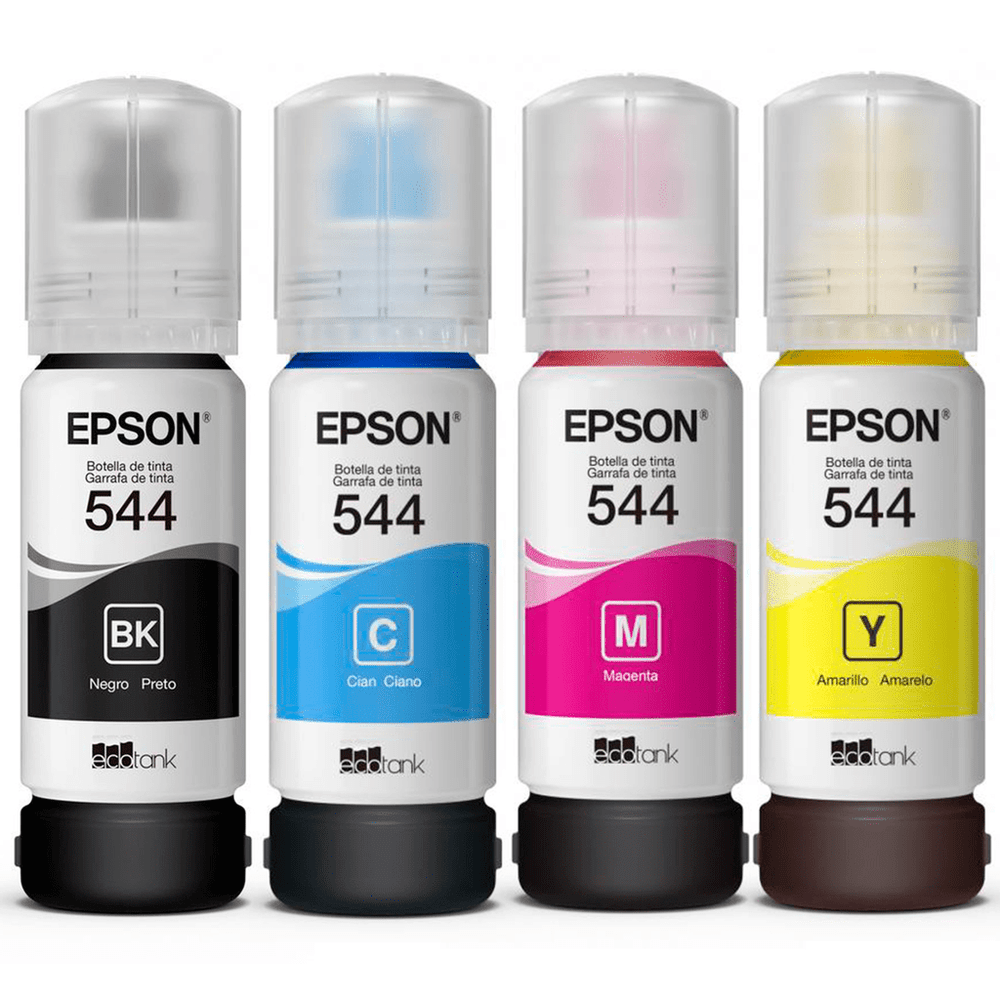 EPSON®
Botella de tinta
Garrafa de tinta
544
BK
Negro Preto
ecotank
EPSON®
Botella de tinta
Garrafa de tinta
544
C
Cian Ciano
ecotank
EPSON®
Botella de tinta
Garrafa de tinta
544
M
Magenta
ecotank
EPSON®
Botella de tinta
Garrafa de tinta
544
Y
Amarillo Amarelo
ecotank